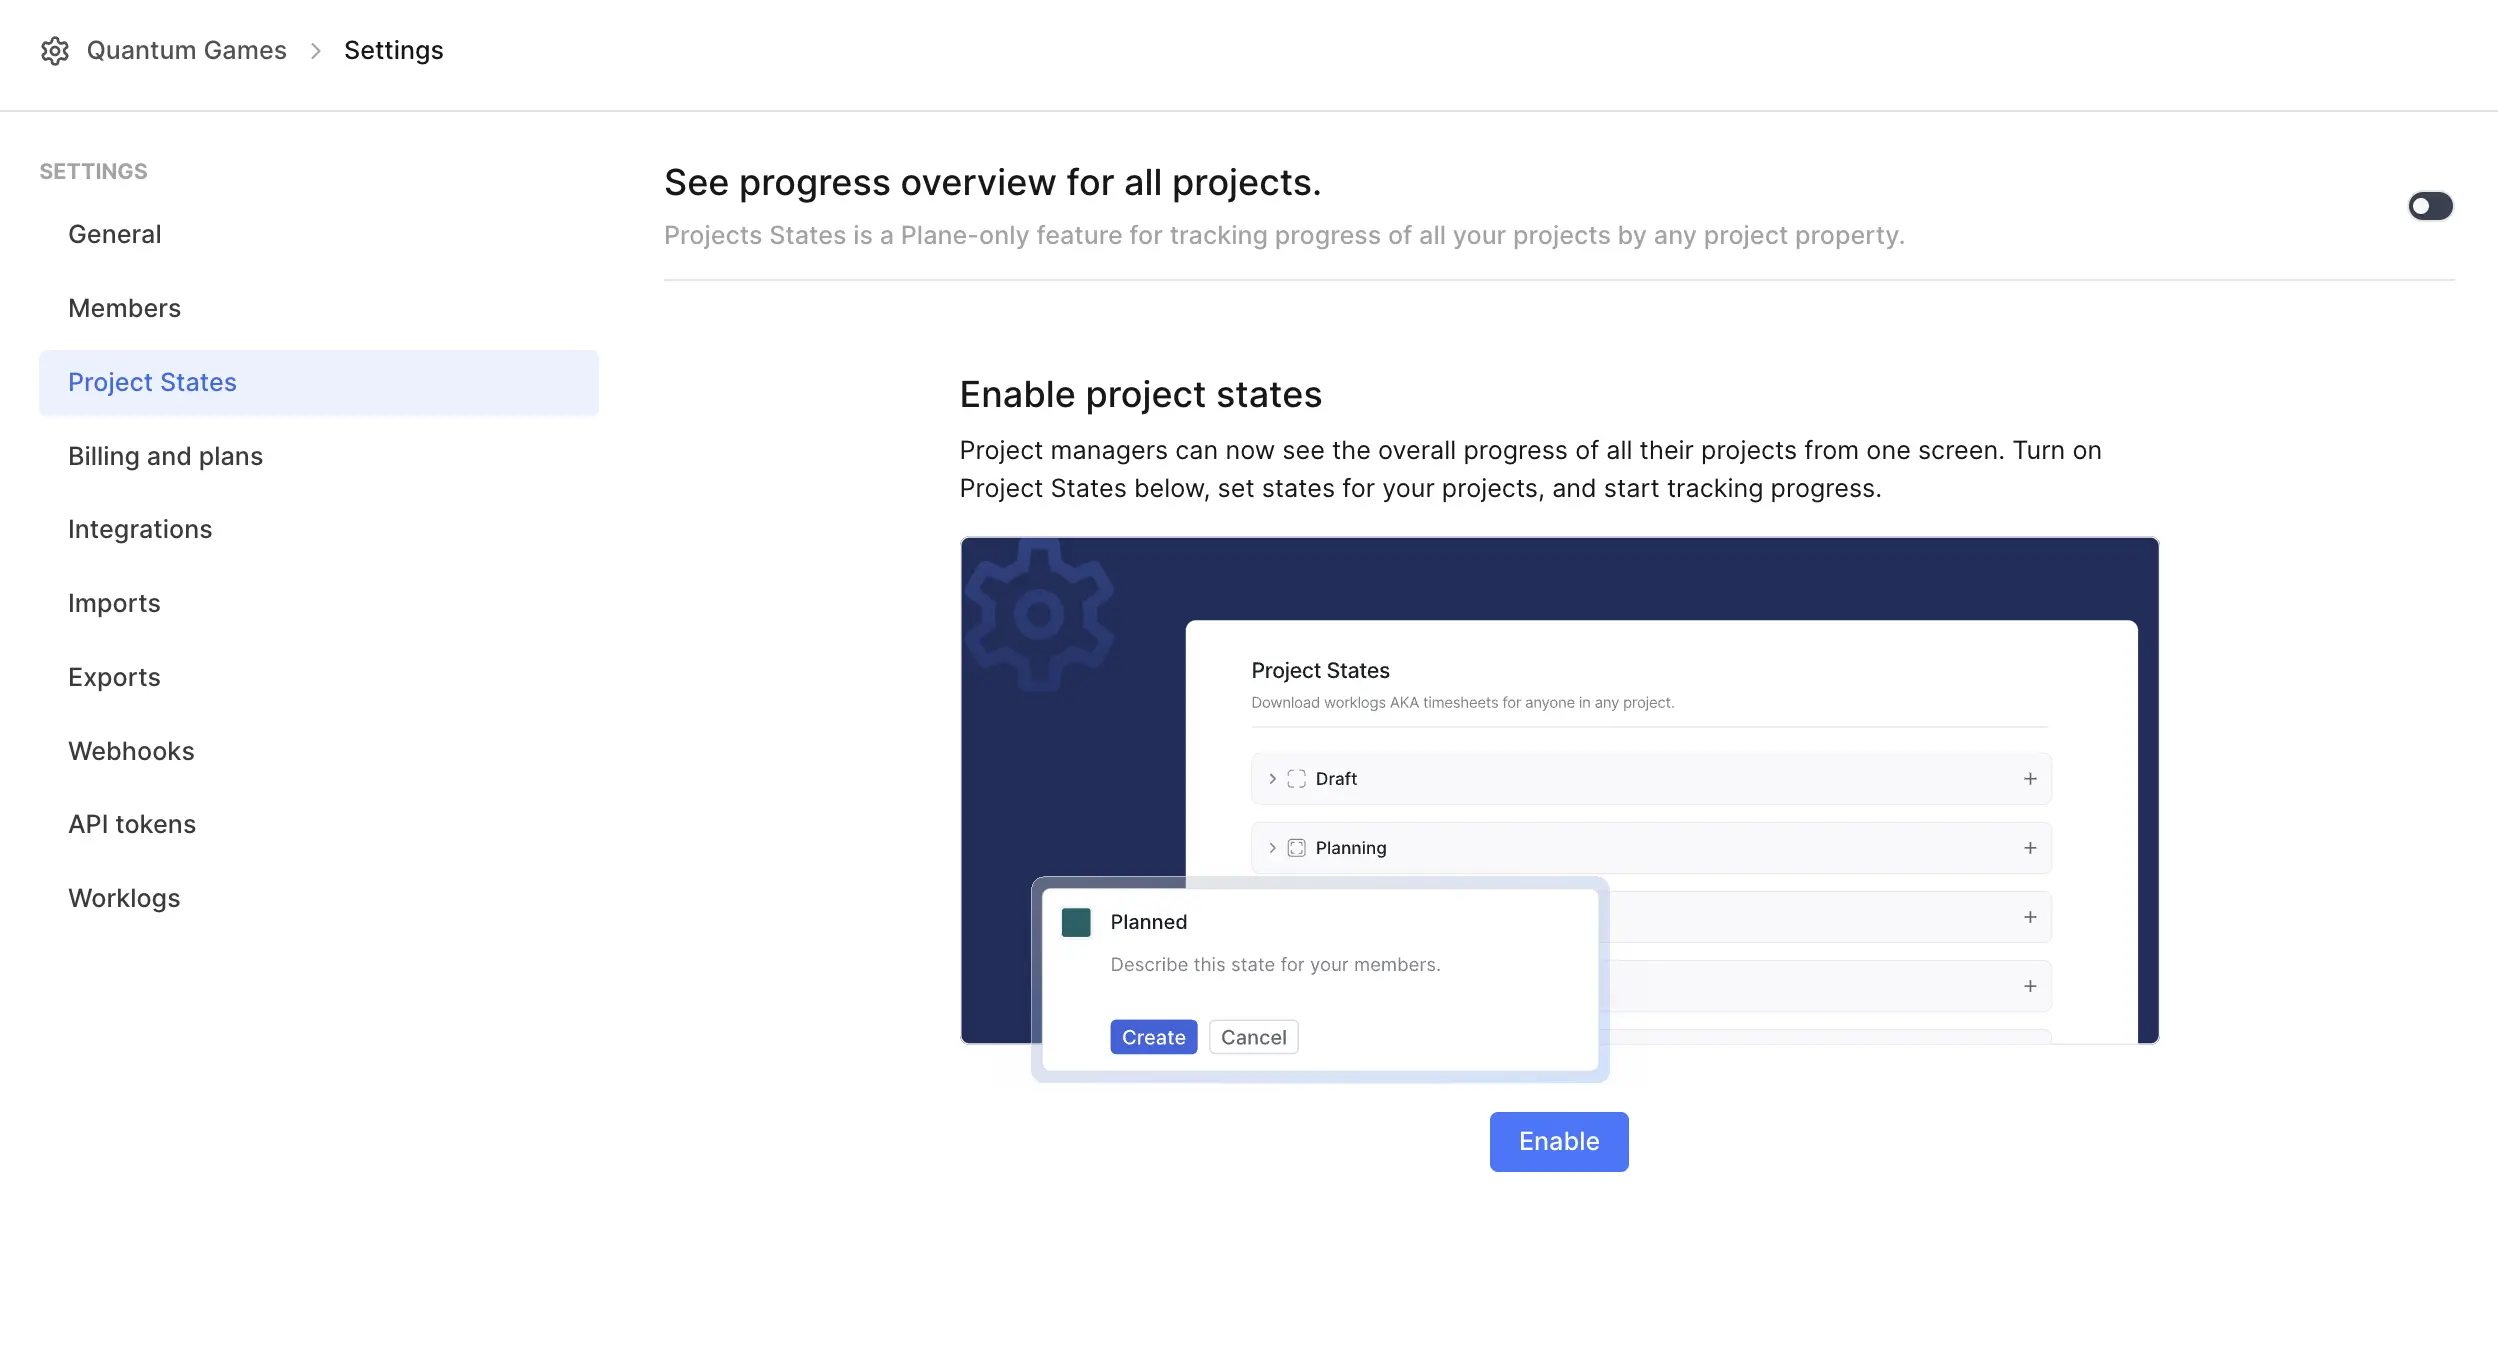 Quantum Games > Settings
SETTINGS
General
Members
Project States
Billing and plans
Integrations
Imports
Exports
Webhooks
API tokens
Worklogs
See progress overview for all projects.
Projects States is a Plane-only feature for tracking progress of all your projects by any project property.
Enable project states
Project managers can now see the overall progress of all their projects from one screen. Turn on
Project States below, set states for your projects, and start tracking progress.
Project States
Download worklogs AKA timesheets for anyone in any project.
Draft
Planning
Planned
Describe this state for your members.
Create Cancel
Enable